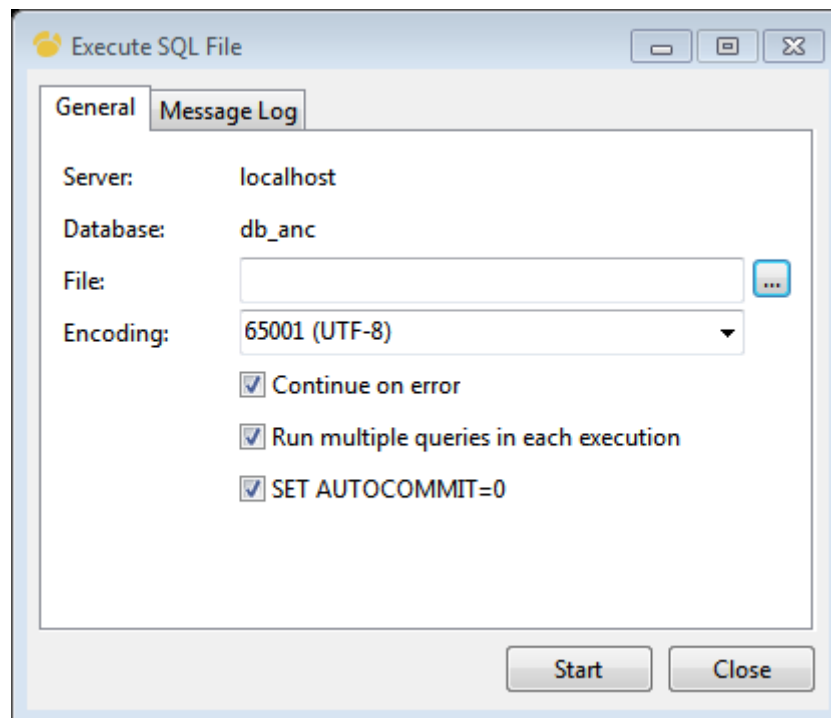 Execute SQL File
General Message Log
Server: localhost
Database: db_anc
File: ...
Encoding: 65001 (UTF-8)
Continue on error
Run multiple queries in each execution
SET AUTOCOMMIT=0
Start Close